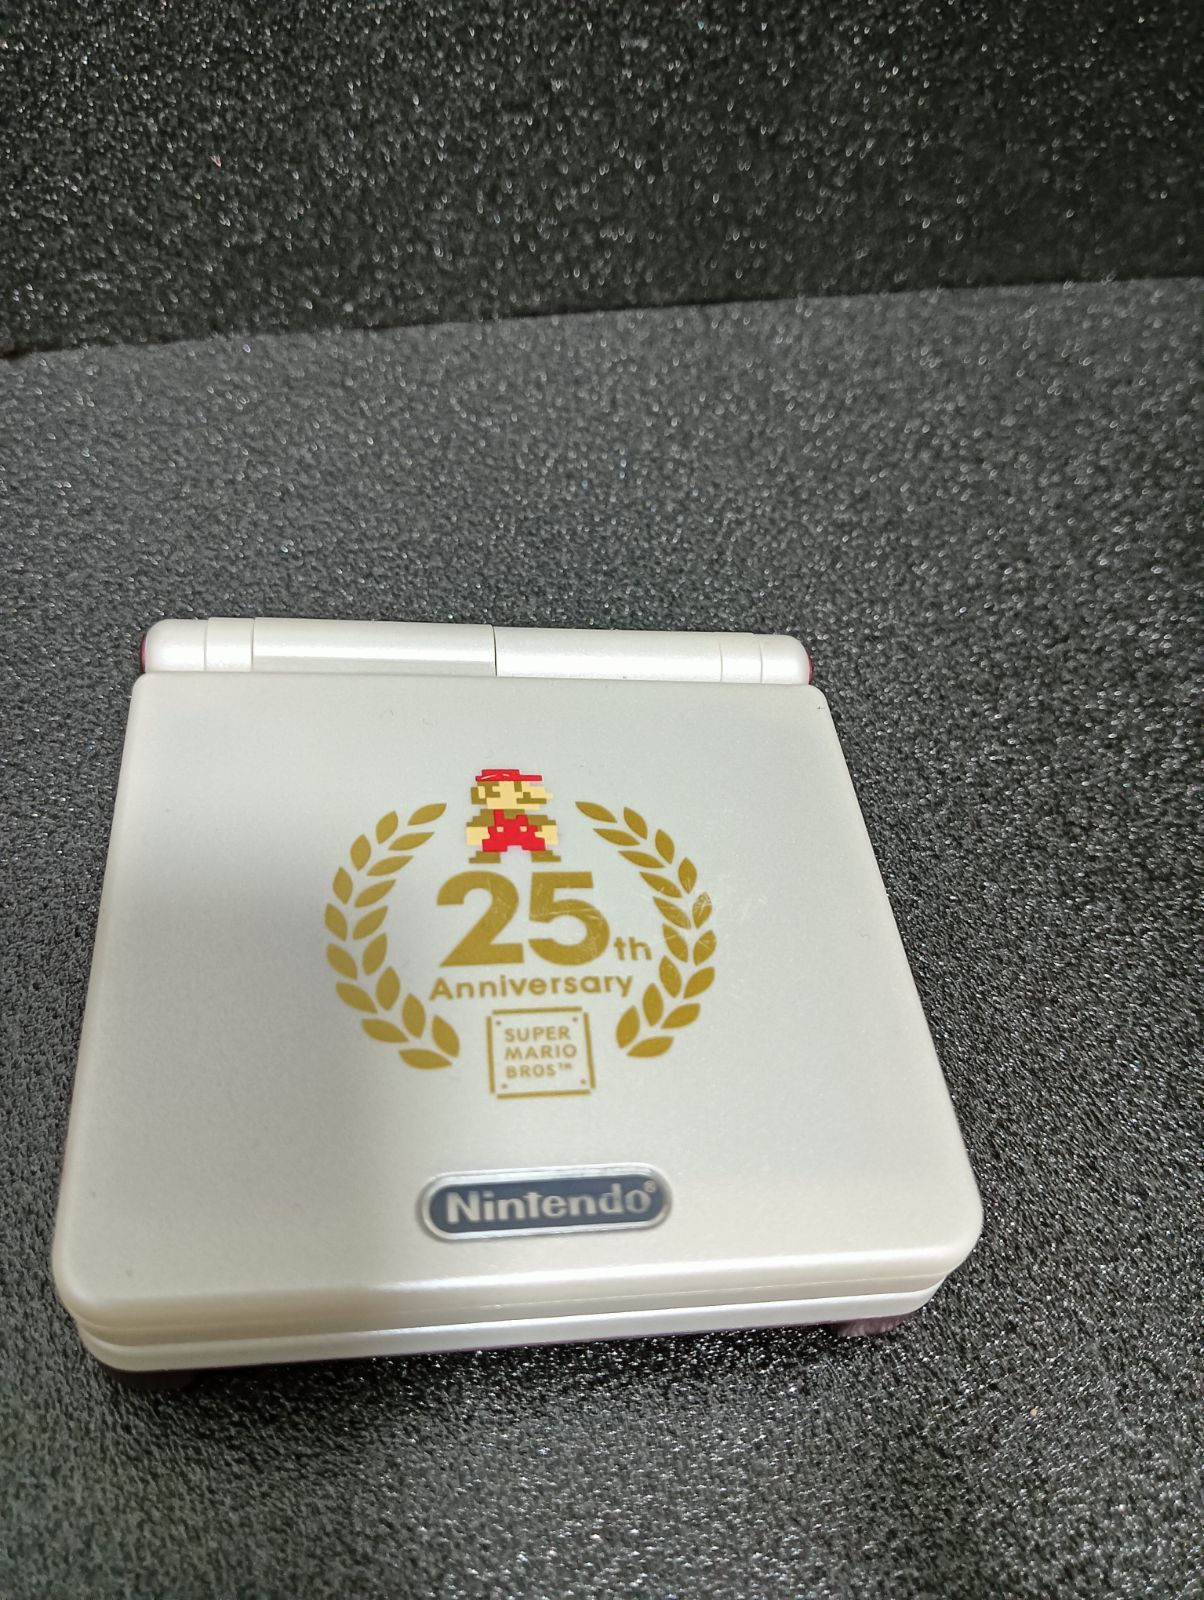 25th
Anniversary
SUPER
MARIO
BROS™
Nintendo®